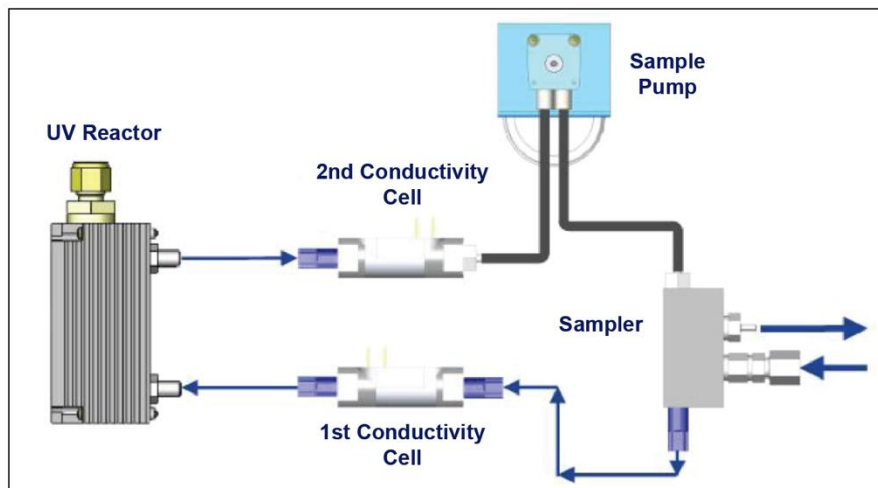 Sample
Pump
UV Reactor
2nd Conductivity
Cell
Sampler
1st Conductivity
Cell